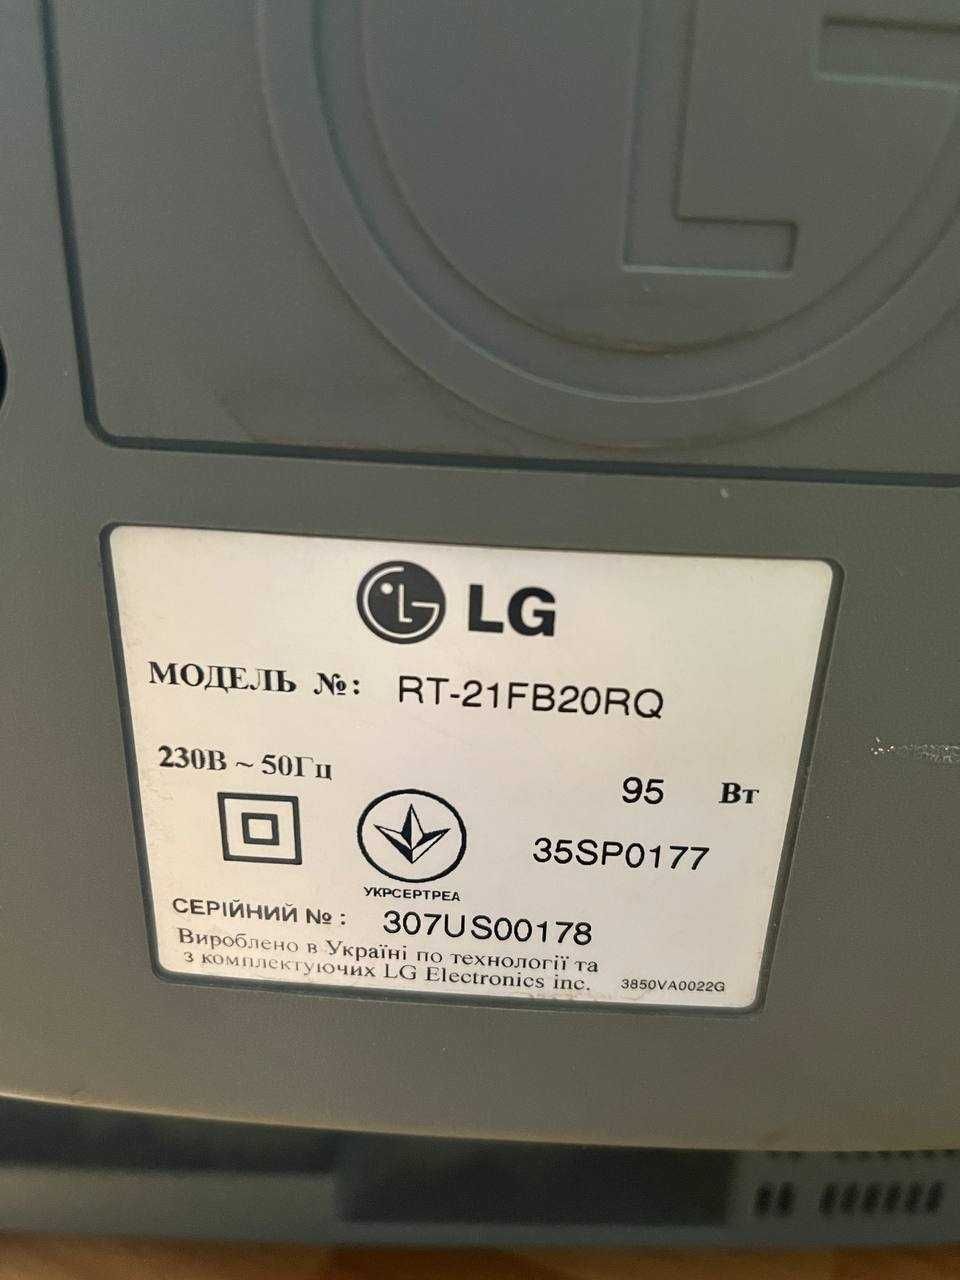 LG
LG
МОДЕЛЬ №: RT-21FB20RQ
230В ~ 50Гц 95 Вт
35SP0177
УКРСЕРТРЕА
СЕРІЙНИЙ №: 307US00178
Вироблено в Україні по технології та
з комплектуючих LG Electronics inc. 3850VA0022G